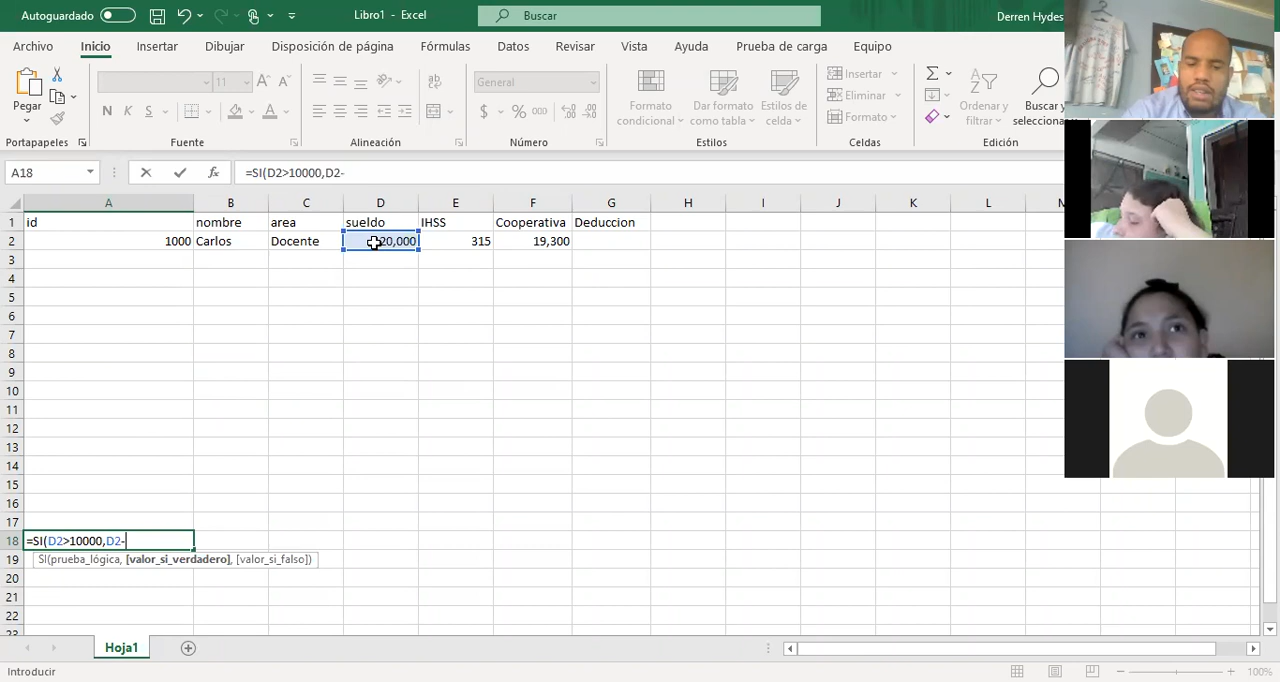 Autoguardado
Libro1 - Excel
Buscar
Derren Hydes
Archivo Inicio Insertar Dibujar Disposición de página Fórmulas Datos Revisar Vista Ayuda Prueba de carga Equipo
Pegar
11
N K S
General
$ % 000
Formato condicional
Dar formato como tabla
Estilos de celda
Insertar
Eliminar
Formato
Ordenar y filtrar
Buscar y
Portapapeles Fuente Alineación Número Estilos Celdas Edición
A18 fx =SI(D2>10000,D2-
A B C D E F G H I J K L M
1 id nombre area sueldo IHSS Cooperativa Deduccion
2 1000 Carlos Docente 20,000 315 19,300
3
4
5
6
7
8
9
10
11
12
13
14
15
16
17
18 =SI(D2>10000,D2-
19 SI(prueba_lógica, [valor_si_verdadero], [valor_si_falso])
20
21
22
23
Hoja1
Introducir
100%